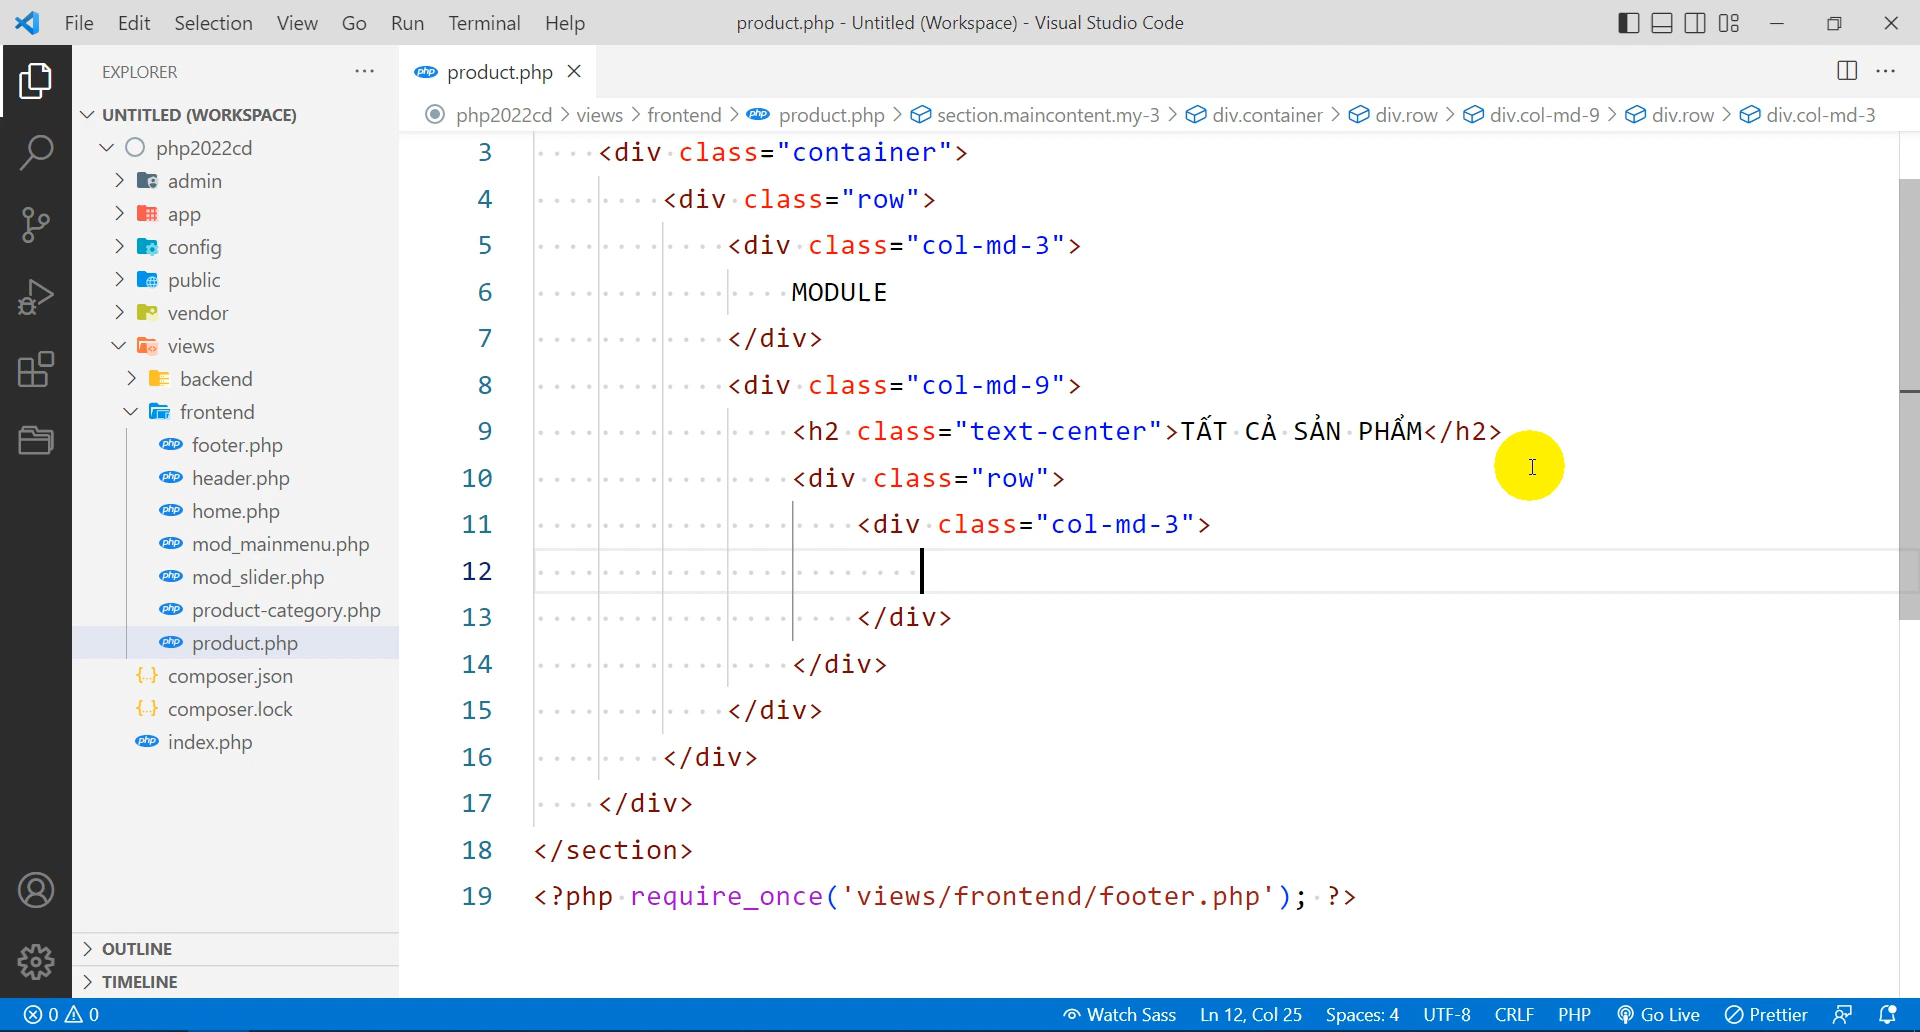 File Edit Selection View Go Run Terminal Help product.php - Untitled (Workspace) - Visual Studio Code
EXPLORER
UNTITLED (WORKSPACE)
php2022cd
admin
app
config
public
vendor
views
backend
frontend
footer.php
header.php
home.php
mod_mainmenu.php
mod_slider.php
product-category.php
product.php
composer.json
composer.lock
index.php
OUTLINE
TIMELINE
product.php
php2022cd > views > frontend > product.php > section.maincontent.my-3 > div.container > div.row > div.col-md-9 > div.row > div.col-md-3
3 <div class="container">
4 <div class="row">
5 <div class="col-md-3">
6 MODULE
7 </div>
8 <div class="col-md-9">
9 <h2 class="text-center">TẤT CẢ SẢN PHẨM</h2>
10 <div class="row">
11 <div class="col-md-3">
12
13 </div>
14 </div>
15 </div>
16 </div>
17 </div>
18 </section>
19 <?php require_once('views/frontend/footer.php'); ?>
0 0 Watch Sass Ln 12, Col 25 Spaces: 4 UTF-8 CRLF PHP Go Live Prettier